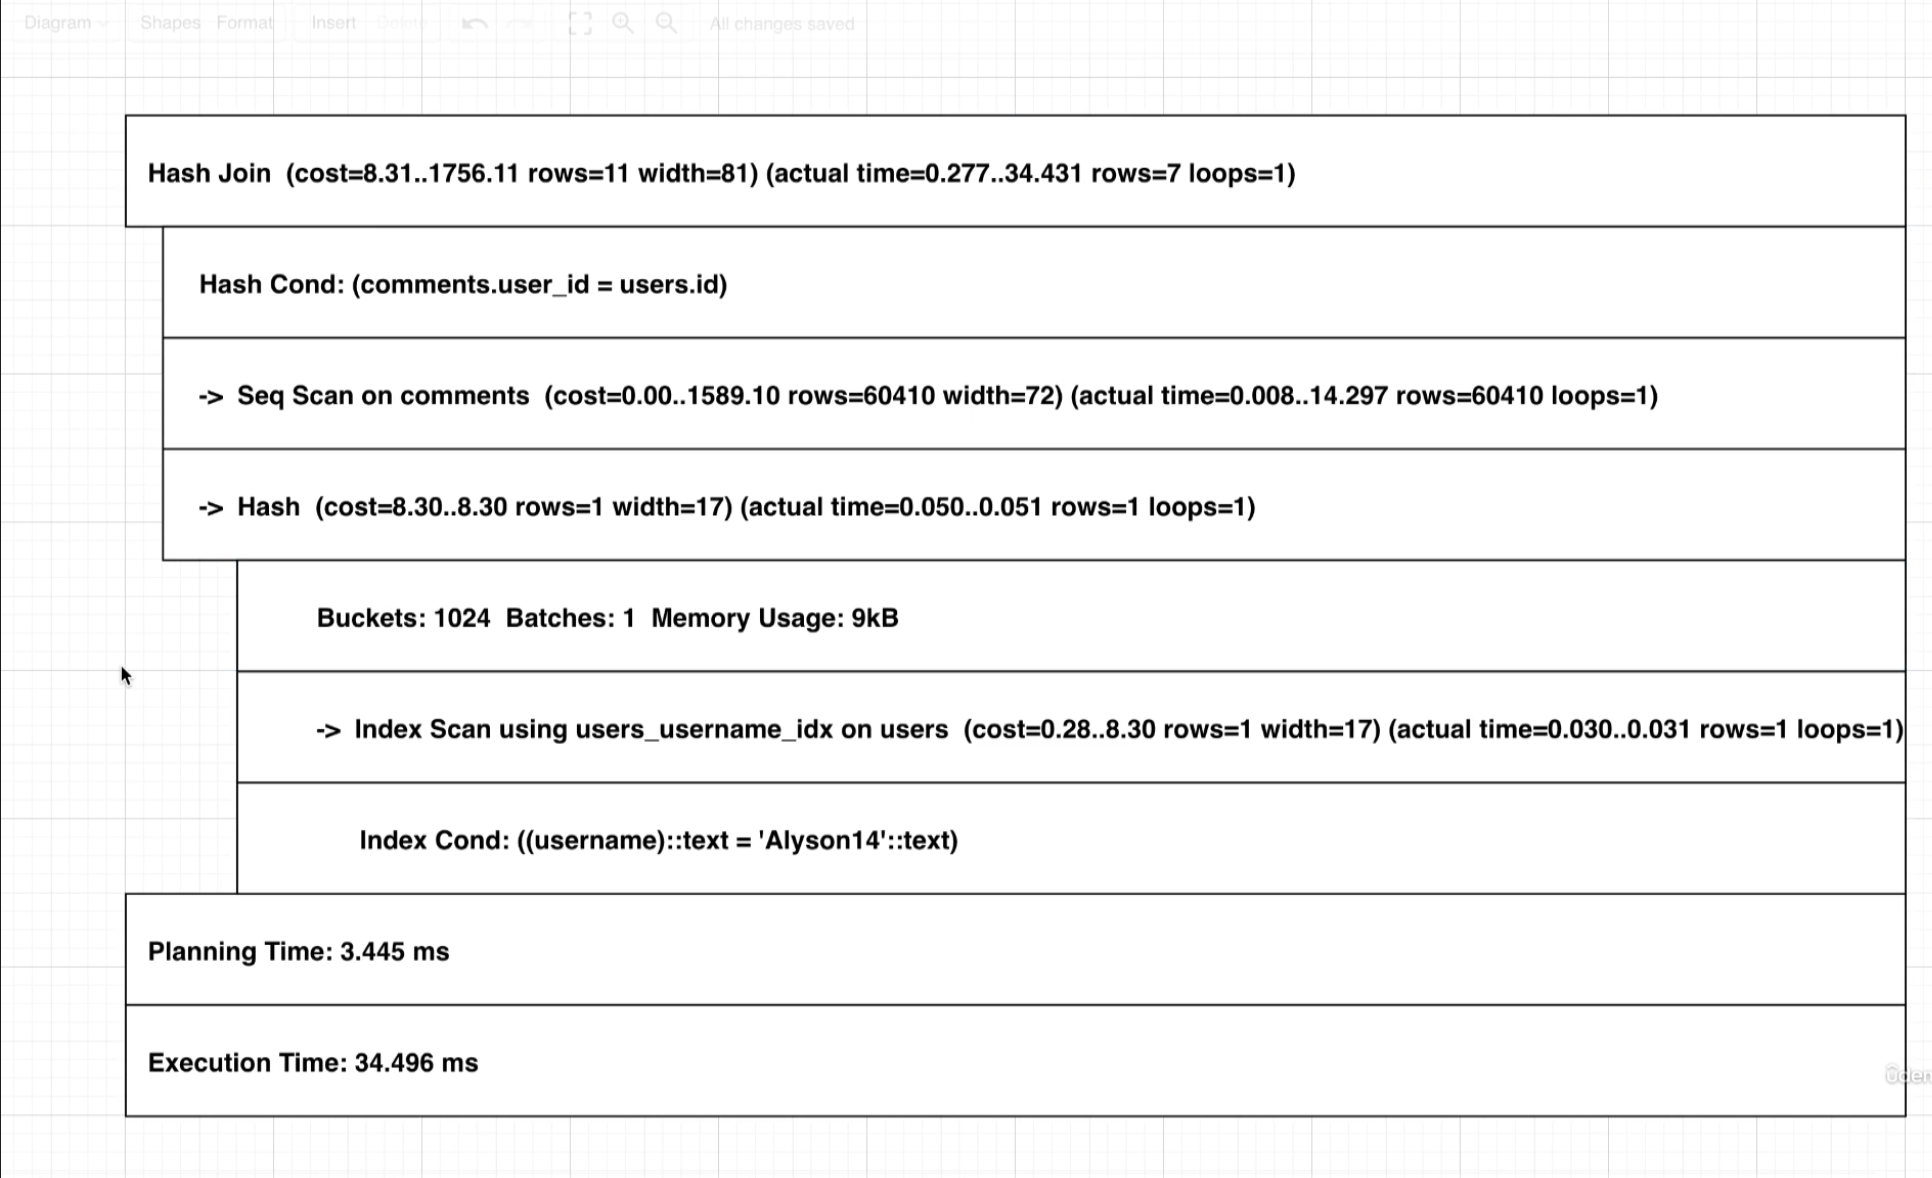 Diagram Shapes Format Insert Delete All changes saved
Hash Join (cost=8.31..1756.11 rows=11 width=81) (actual time=0.277..34.431 rows=7 loops=1)
Hash Cond: (comments.user_id = users.id)
-> Seq Scan on comments (cost=0.00..1589.10 rows=60410 width=72) (actual time=0.008..14.297 rows=60410 loops=1)
-> Hash (cost=8.30..8.30 rows=1 width=17) (actual time=0.050..0.051 rows=1 loops=1)
Buckets: 1024 Batches: 1 Memory Usage: 9kB
-> Index Scan using users_username_idx on users (cost=0.28..8.30 rows=1 width=17) (actual time=0.030..0.031 rows=1 loops=1)
Index Cond: ((username)::text = 'Alyson14'::text)
Planning Time: 3.445 ms
Execution Time: 34.496 ms